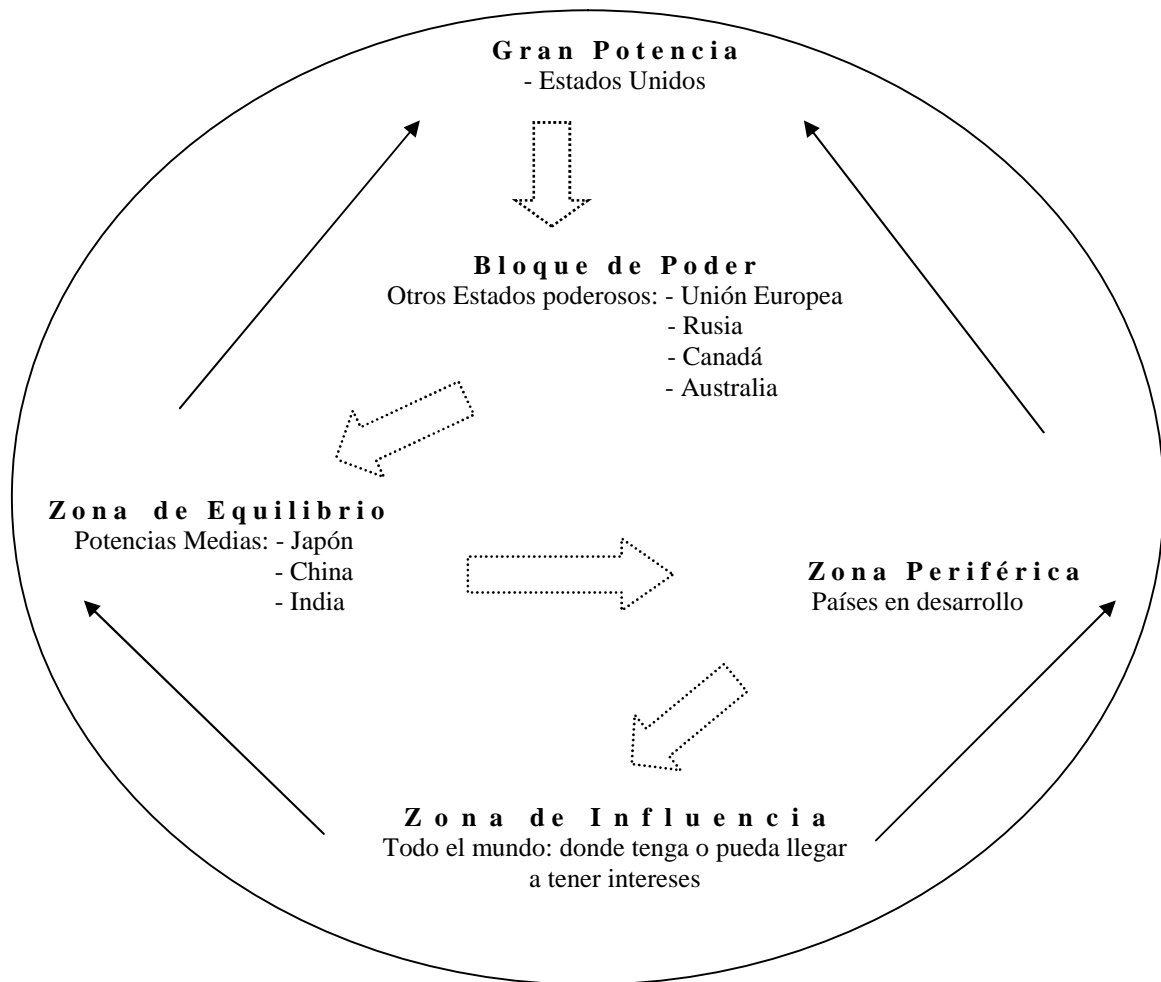 Gran Potencia
- Estados Unidos
Bloque de Poder
Otros Estados poderosos: - Unión Europea
- Rusia
- Canadá
- Australia
Zona de Equilibrio
Potencias Medias: - Japón
- China
- India
Zona Periférica
Países en desarrollo
Zona de Influencia
Todo el mundo: donde tenga o pueda llegar
a tener intereses